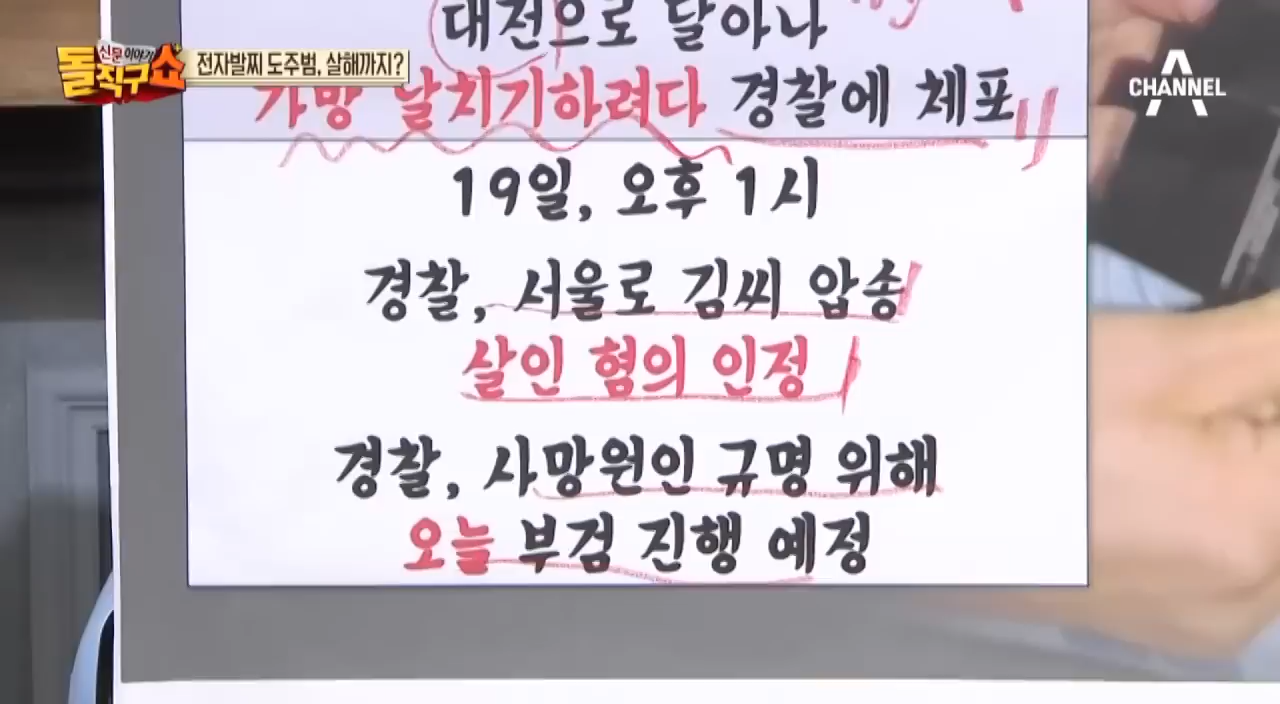 대전으로 달아나
신문이야기
돌직구쇼
전자발찌 도주범, 살해까지?
CHANNEL A
가방 날치기하려다 경찰에 체포
19일, 오후 1시
경찰, 서울로 김씨 압송
살인 혐의 인정
경찰, 사망원인 규명 위해
오늘 부검 진행 예정